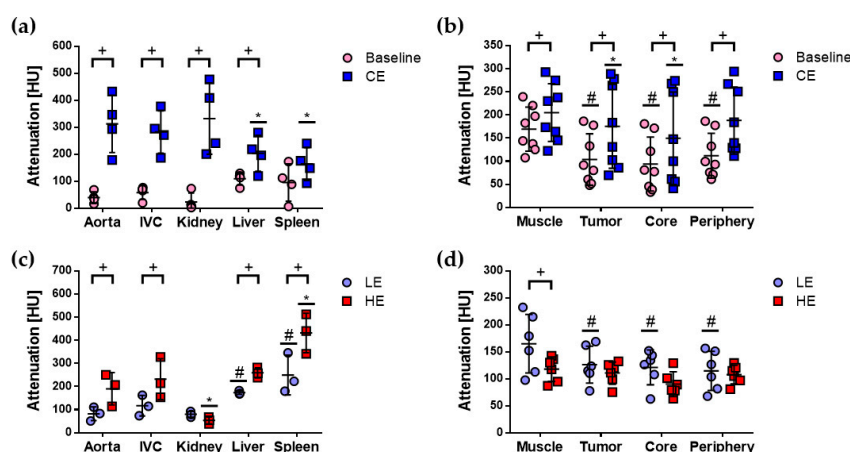 (a)
Attenuation [HU]
600
500
400
300
200
100
0
+ + + + +
* *
Aorta IVC Kidney Liver Spleen
Baseline
CE
(b)
Attenuation [HU]
350
300
250
200
150
100
50
0
+ + + +
* *
# # #
Muscle Tumor Core Periphery
Baseline
CE
(c)
Attenuation [HU]
700
600
500
400
300
200
100
0
+ + + +
# * # *
Aorta IVC Kidney Liver Spleen
LE
HE
(d)
Attenuation [HU]
300
250
200
150
100
50
0
+
# # #
Muscle Tumor Core Periphery
LE
HE